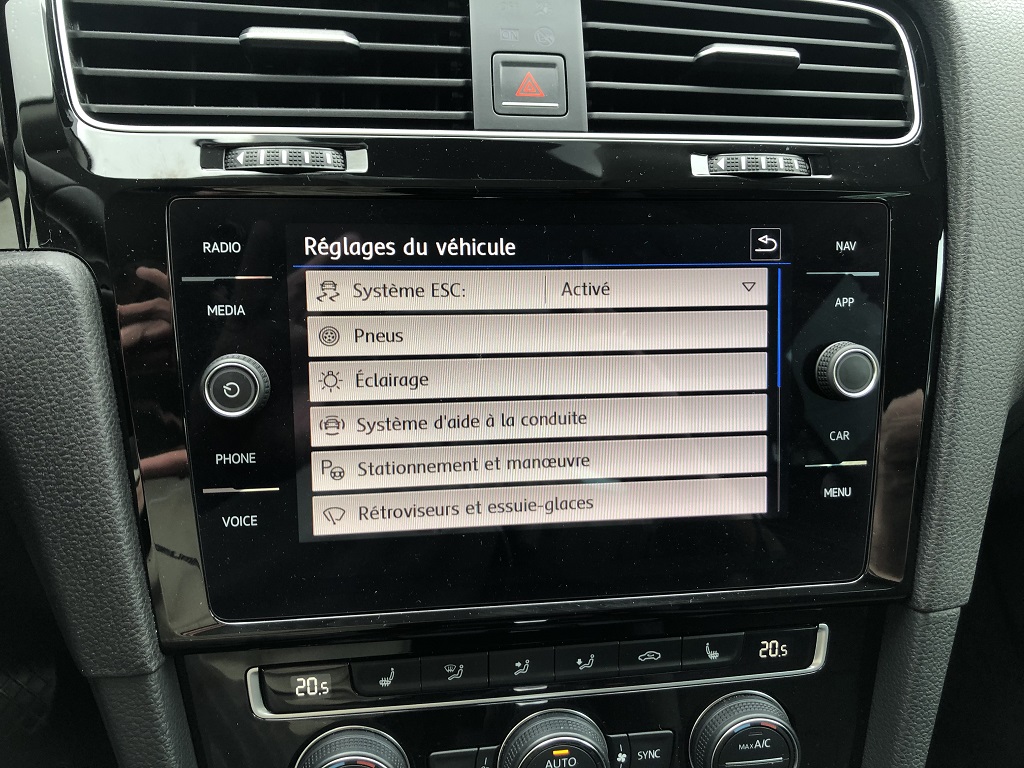 RADIO
MEDIA
PHONE
VOICE
Réglages du véhicule
Système ESC: Activé
Pneus
Éclairage
Système d'aide à la conduite
P Stationnement et manœuvre
Rétroviseurs et essuie-glaces
NAV
APP
CAR
MENU
20.5
20.5
AUTO
SYNC
MAX A/C